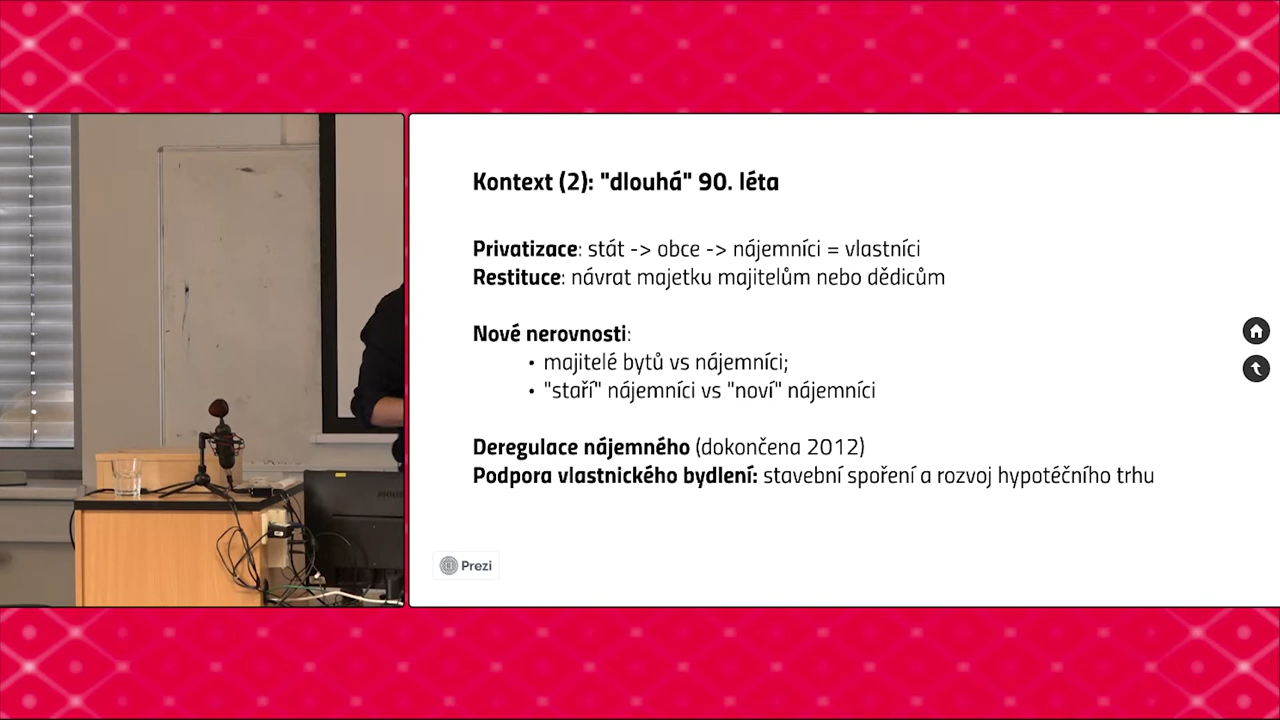 Kontext (2): "dlouhá" 90. léta
Privatizace: stát -> obce -> nájemníci = vlastníci
Restituce: návrat majetku majitelům nebo dědicům
Nové nerovnosti:
• majitelé bytů vs nájemníci;
• "staří" nájemníci vs "noví" nájemníci
Deregulace nájemného (dokončena 2012)
Podpora vlastnického bydlení: stavební spoření a rozvoj hypotéčního trhu
Prezi